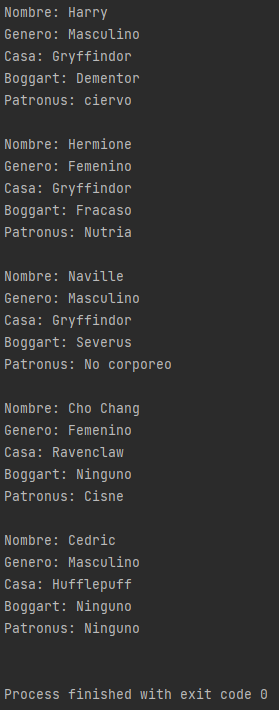 Nombre: Harry
Genero: Masculino
Casa: Gryffindor
Boggart: Dementor
Patronus: ciervo
Nombre: Hermione
Genero: Femenino
Casa: Gryffindor
Boggart: Fracaso
Patronus: Nutria
Nombre: Naville
Genero: Masculino
Casa: Gryffindor
Boggart: Severus
Patronus: No corporeo
Nombre: Cho Chang
Genero: Femenino
Casa: Ravenclaw
Boggart: Ninguno
Patronus: Cisne
Nombre: Cedric
Genero: Masculino
Casa: Hufflepuff
Boggart: Ninguno
Patronus: Ninguno
Process finished with exit code 0